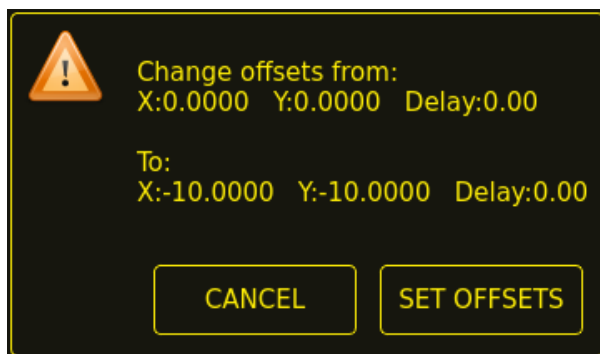 !
Change offsets from:
X:0.0000 Y:0.0000 Delay:0.00
To:
X:-10.0000 Y:-10.0000 Delay:0.00
CANCEL SET OFFSETS